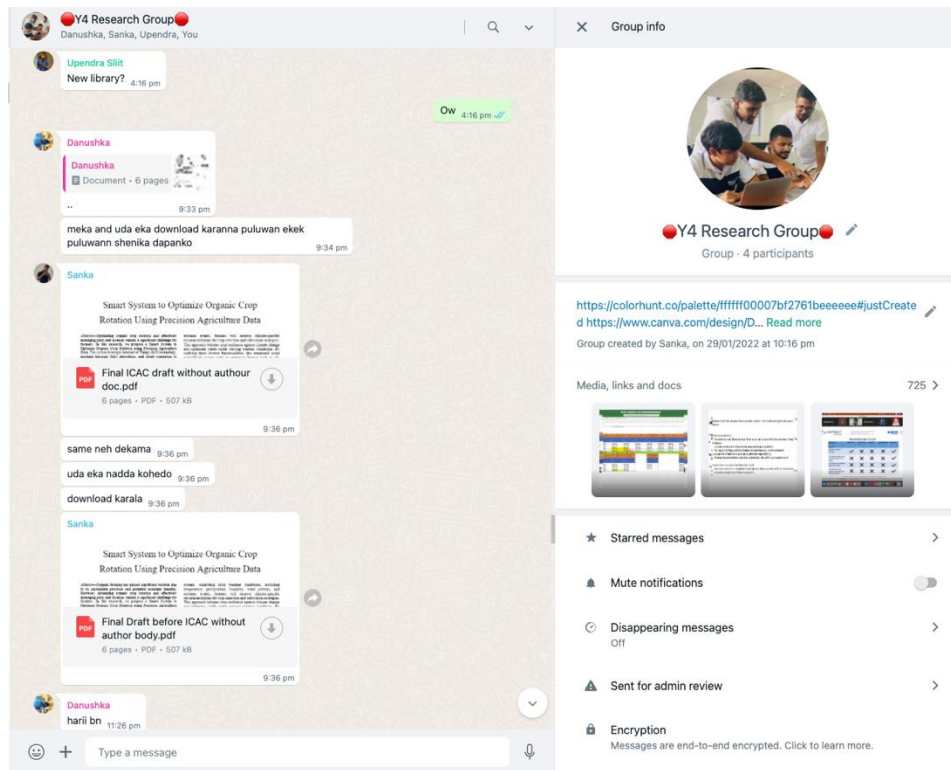 Y4 Research Group
Danushka, Sanka, Upendra, You
Upendra Sliit
New library? 4:16 pm
Ow 4:16 pm
Danushka
Danushka
Document • 6 pages
..
9:33 pm
meka and uda eka download karanna puluwan ekek
puluwann shenika dapanko
9:34 pm
Sanka
Smart System to Optimize Organic Crop
Rotation Using Precision Agriculture Data
PDF
Final ICAC draft without authour
doc.pdf
6 pages • PDF • 507 kB
9:36 pm
same neh dekama 9:36 pm
uda eka nadda kohedo 9:36 pm
download karala 9:36 pm
Sanka
Smart System to Optimize Organic Crop
Rotation Using Precision Agriculture Data
PDF
Final Draft before ICAC without
author body.pdf
6 pages • PDF • 507 kB
9:36 pm
Danushka
harii bn 11:26 pm
Type a message
Group info
Y4 Research Group
Group · 4 participants
https://colorhunt.co/palette/ffffff00007bf2761beeeeee#justCreate
d https://www.canva.com/design/D... Read more
Group created by Sanka, on 29/01/2022 at 10:16 pm
Media, links and docs 725
Starred messages
Mute notifications
Disappearing messages
Off
Sent for admin review
Encryption
Messages are end-to-end encrypted. Click to learn more.